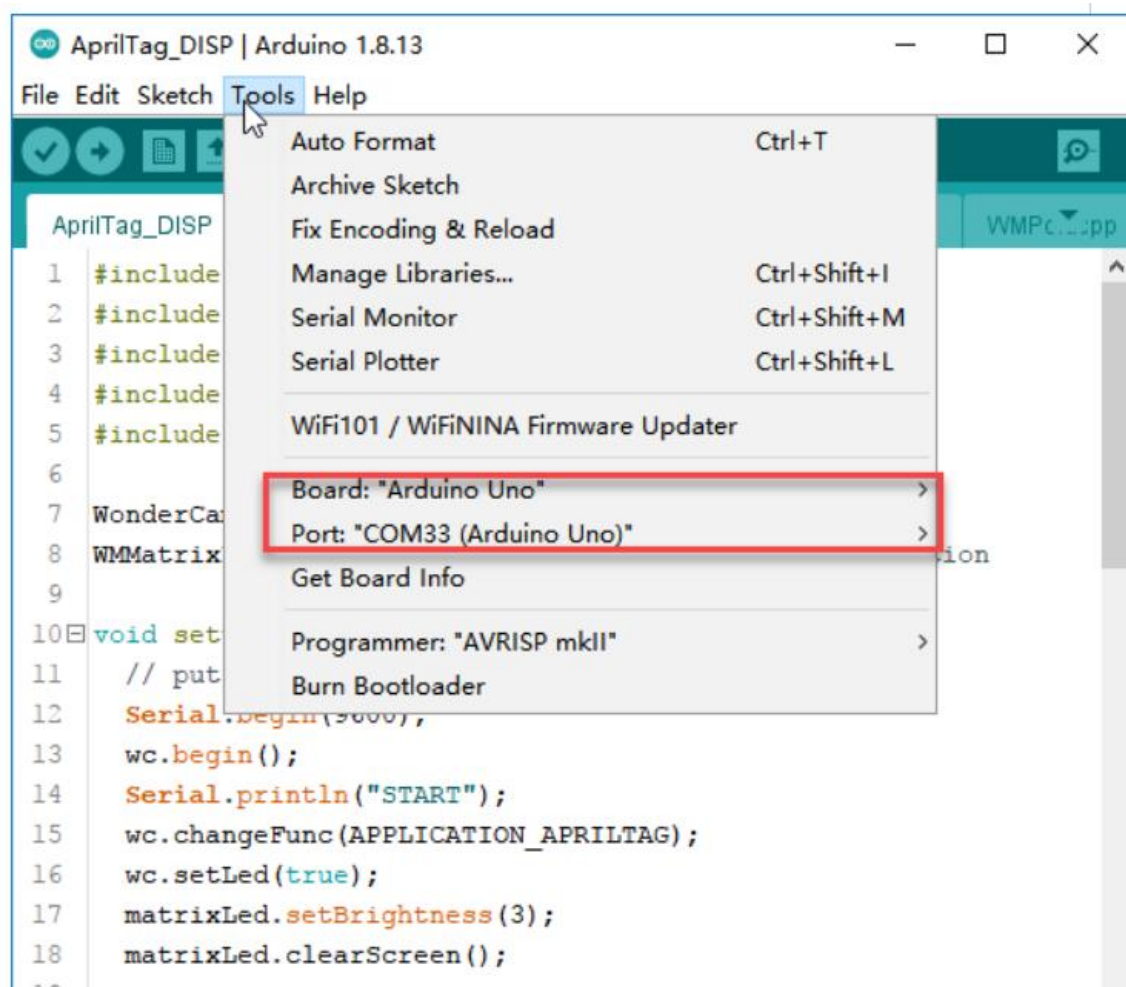 AprilTag_DISP | Arduino 1.8.13
File Edit Sketch Tools Help
Auto Format Ctrl+T
Archive Sketch
Fix Encoding & Reload
Manage Libraries... Ctrl+Shift+I
Serial Monitor Ctrl+Shift+M
Serial Plotter Ctrl+Shift+L
WiFi101 / WiFiNINA Firmware Updater
Board: "Arduino Uno"
Port: "COM33 (Arduino Uno)"
Get Board Info
Programmer: "AVRISP mkII"
Burn Bootloader
AprilTag_DISP
1 #include
2 #include
3 #include
4 #include
5 #include
6
7
8 WMMatrix
9
10 void
11 // put
12 Serial.begin(9600);
13 wc.begin();
14 Serial.println("START");
15 wc.changeFunc(APPLICATION_APRILTAG);
16 wc.setLed(true);
17 matrixLed.setBrightness(3);
18 matrixLed.clearScreen();